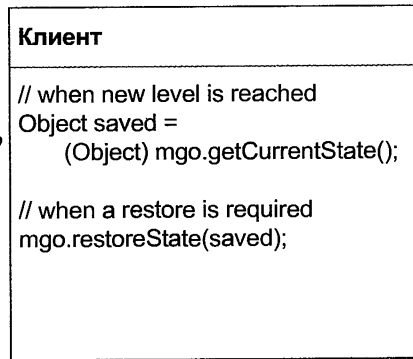 Клиент
// when new level is reached
Object saved =
(Object) mgo.getCurrentState();
// when a restore is required
mgo.restoreState(saved);